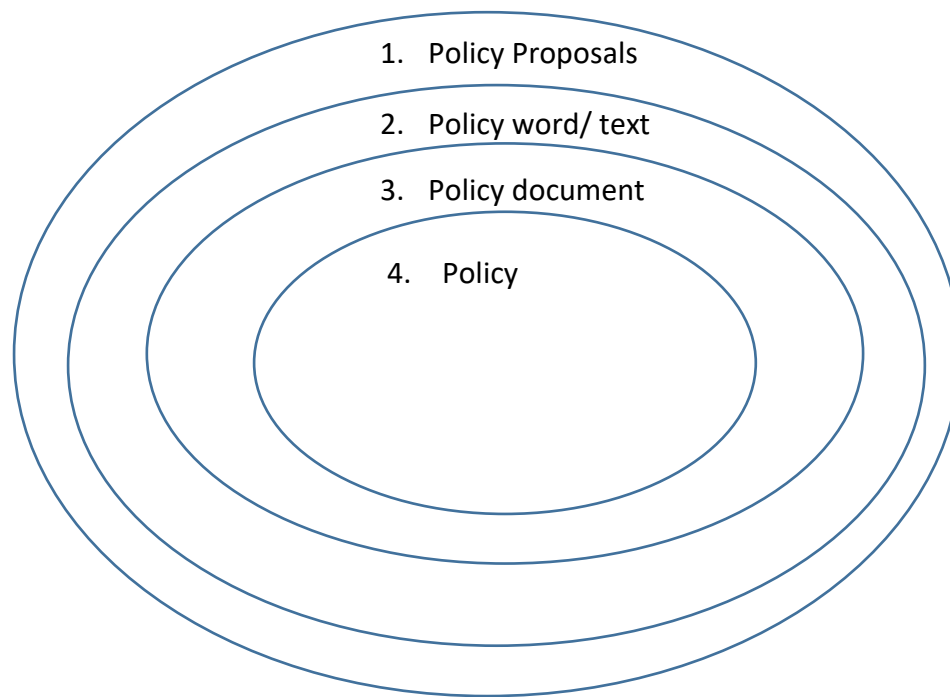 1. Policy Proposals
2. Policy word/ text
3. Policy document
4. Policy